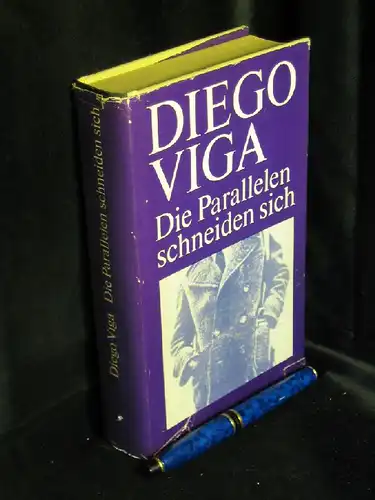 DIEGO
VIGA
Die Parallelen
schneiden sich
Diego Viga Die Parallelen schneiden sich